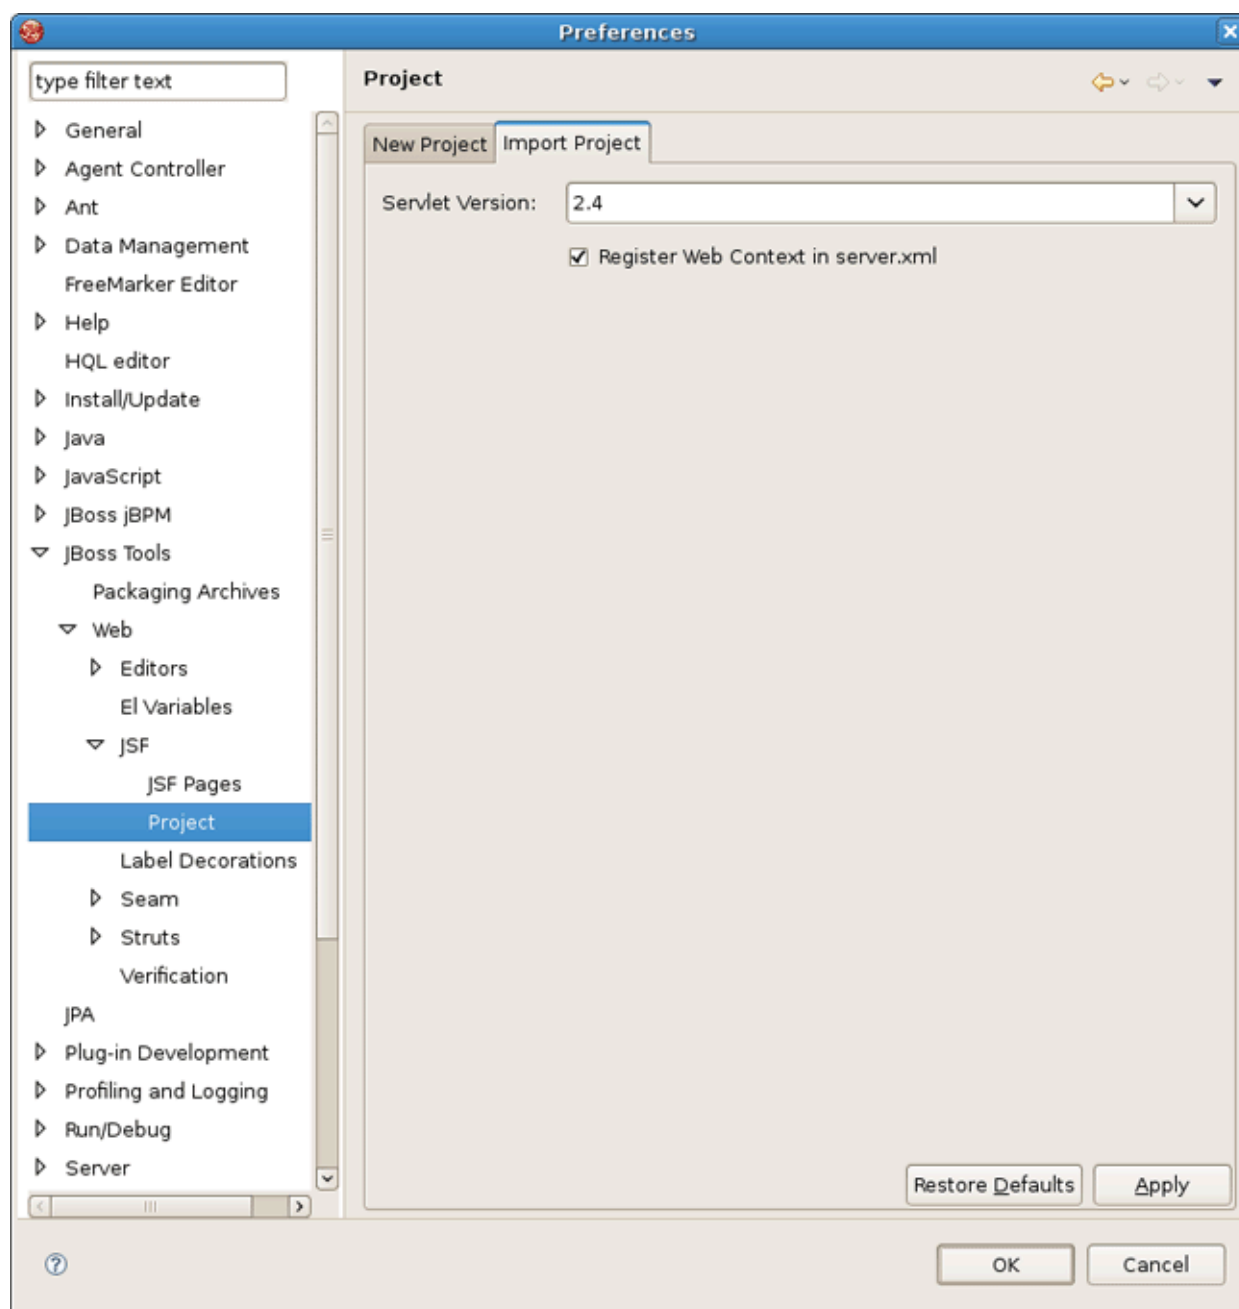 Preferences
type filter text
General
Agent Controller
Ant
Data Management
FreeMarker Editor
Help
HQL editor
Install/Update
Java
JavaScript
JBoss jBPM
JBoss Tools
Packaging Archives
Web
Editors
El Variables
JSF
JSF Pages
Project
Label Decorations
Seam
Struts
Verification
JPA
Plug-in Development
Profiling and Logging
Run/Debug
Server
Project
New Project Import Project
Servlet Version: 2.4
Register Web Context in server.xml
Restore Defaults Apply
OK Cancel